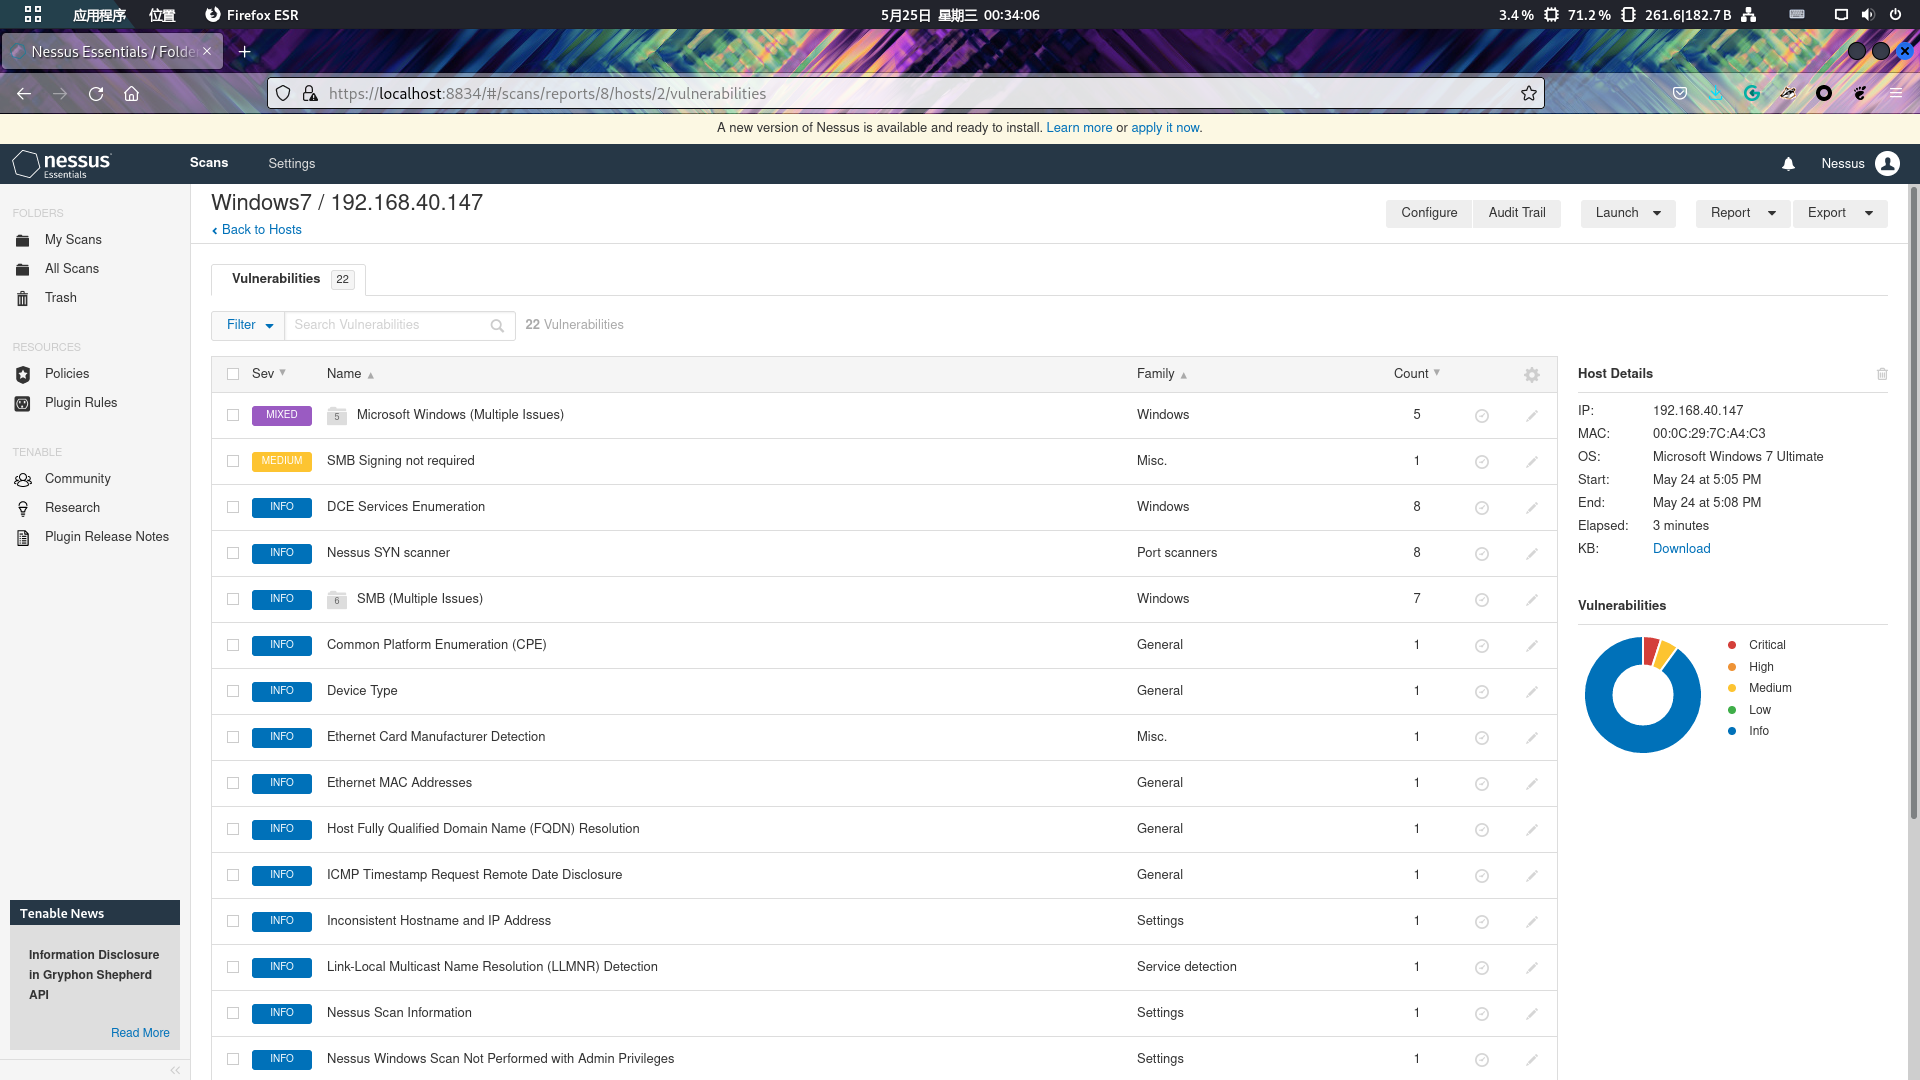 应用程序 位置 Firefox ESR 5月25日 星期三 00:34:06 3.4% 71.2% 261.6|182.7 B
Nessus Essentials / Folde
https://localhost:8834/#/scans/reports/8/hosts/2/vulnerabilities
A new version of Nessus is available and ready to install. Learn more or apply it now.
nessus Essentials Scans Settings Nessus
FOLDERS
My Scans
All Scans
Trash
RESOURCES
Policies
Plugin Rules
TENABLE
Community
Research
Plugin Release Notes
Tenable News
Information Disclosure
in Gryphon Shepherd
API
Read More
Windows7 / 192.168.40.147
Back to Hosts
Configure Audit Trail Launch Report Export
Vulnerabilities 22
Filter Search Vulnerabilities 22 Vulnerabilities
Sev Name Family Count
MIXED 5 Microsoft Windows (Multiple Issues) Windows 5
MEDIUM SMB Signing not required Misc. 1
INFO DCE Services Enumeration Windows 8
INFO Nessus SYN scanner Port scanners 8
INFO 6 SMB (Multiple Issues) Windows 7
INFO Common Platform Enumeration (CPE) General 1
INFO Device Type General 1
INFO Ethernet Card Manufacturer Detection Misc. 1
INFO Ethernet MAC Addresses General 1
INFO Host Fully Qualified Domain Name (FQDN) Resolution General 1
INFO ICMP Timestamp Request Remote Date Disclosure General 1
INFO Inconsistent Hostname and IP Address Settings 1
INFO Link-Local Multicast Name Resolution (LLMNR) Detection Service detection 1
INFO Nessus Scan Information Settings 1
INFO Nessus Windows Scan Not Performed with Admin Privileges Settings 1
Host Details
IP: 192.168.40.147
MAC: 00:0C:29:7C:A4:C3
OS: Microsoft Windows 7 Ultimate
Start: May 24 at 5:05 PM
End: May 24 at 5:08 PM
Elapsed: 3 minutes
KB: Download
Vulnerabilities
Critical
High
Medium
Low
Info